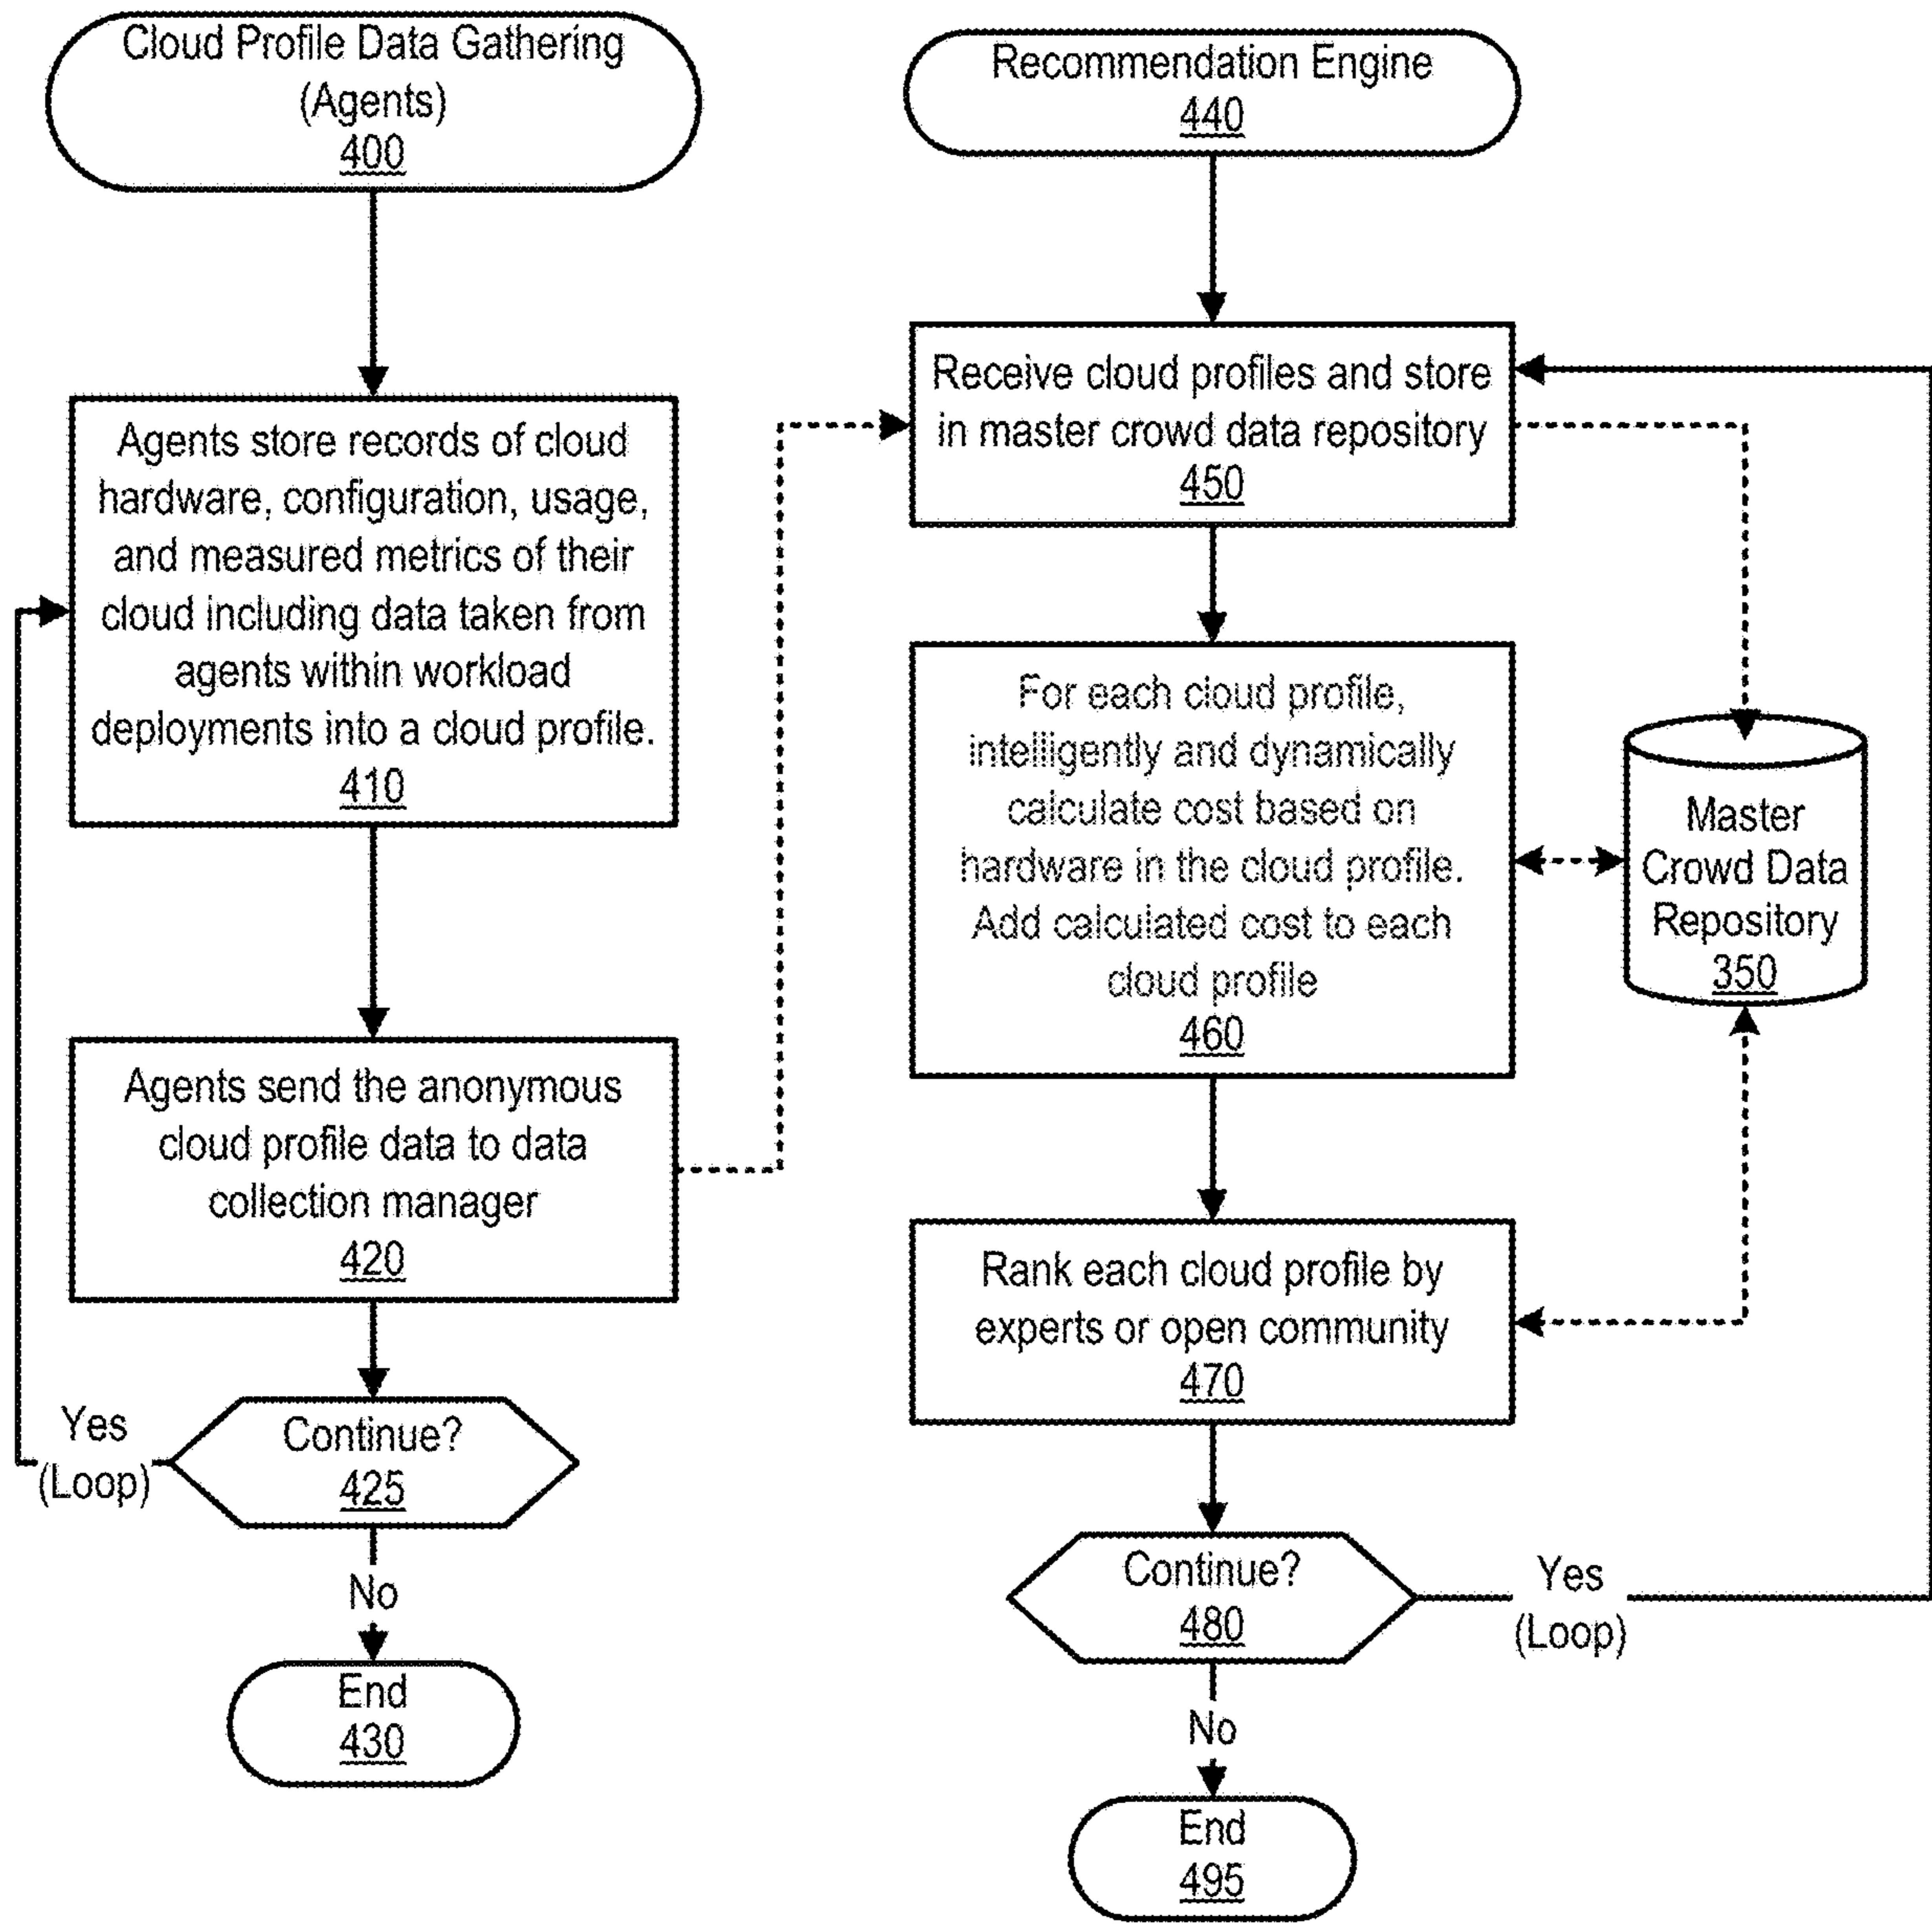 Cloud Profile Data Gathering
(Agents)
400
Agents store records of cloud
hardware, configuration, usage,
and measured metrics of their
cloud including data taken from
agents within workload
deployments into a cloud profile.
410
Agents send the anonymous
cloud profile data to data
collection manager
420
Continue?
425
Yes
(Loop)
No
End
430
Recommendation Engine
440
Receive cloud profiles and store
in master crowd data repository
450
For each cloud profile,
intelligently and dynamically
calculate cost based on
hardware in the cloud profile.
Add calculated cost to each
cloud profile
460
Master
Crowd Data
Repository
350
Rank each cloud profile by
experts or open community
470
Continue?
480
Yes
(Loop)
No
End
495